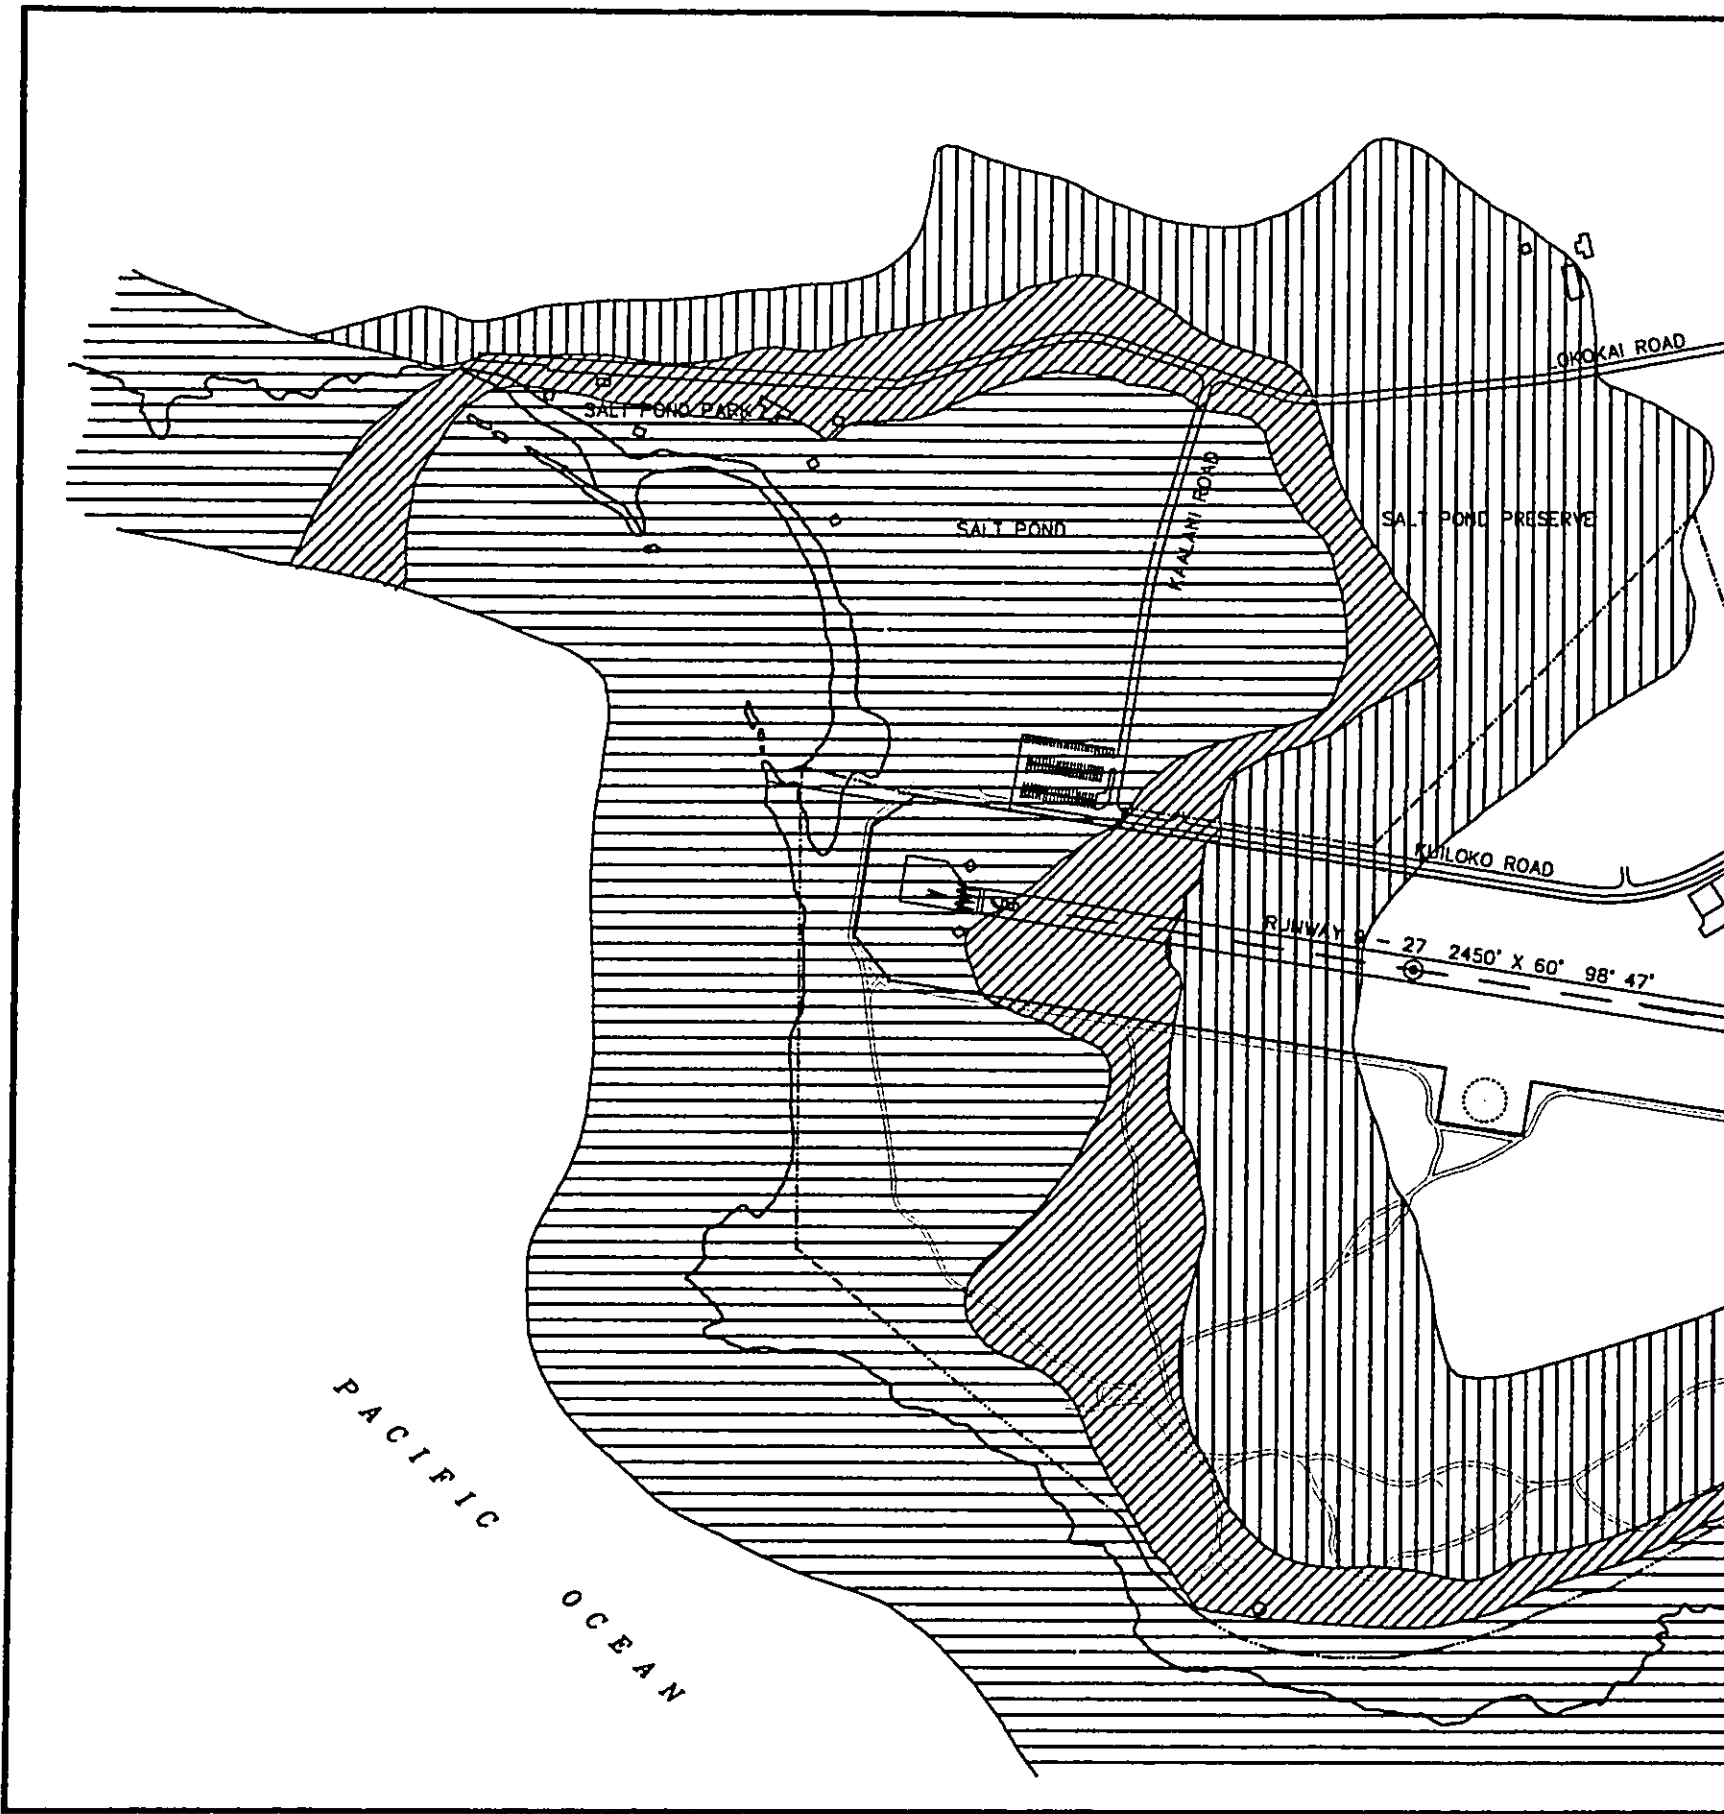 OKOKAI ROAD
SALT POND PARK
KAALANI ROAD
SALT POND
SALT POND PRESERVE
KUILOKO ROAD
RUNWAY 9 - 27 2450' X 60' 98° 47'
PACIFIC
OCEAN